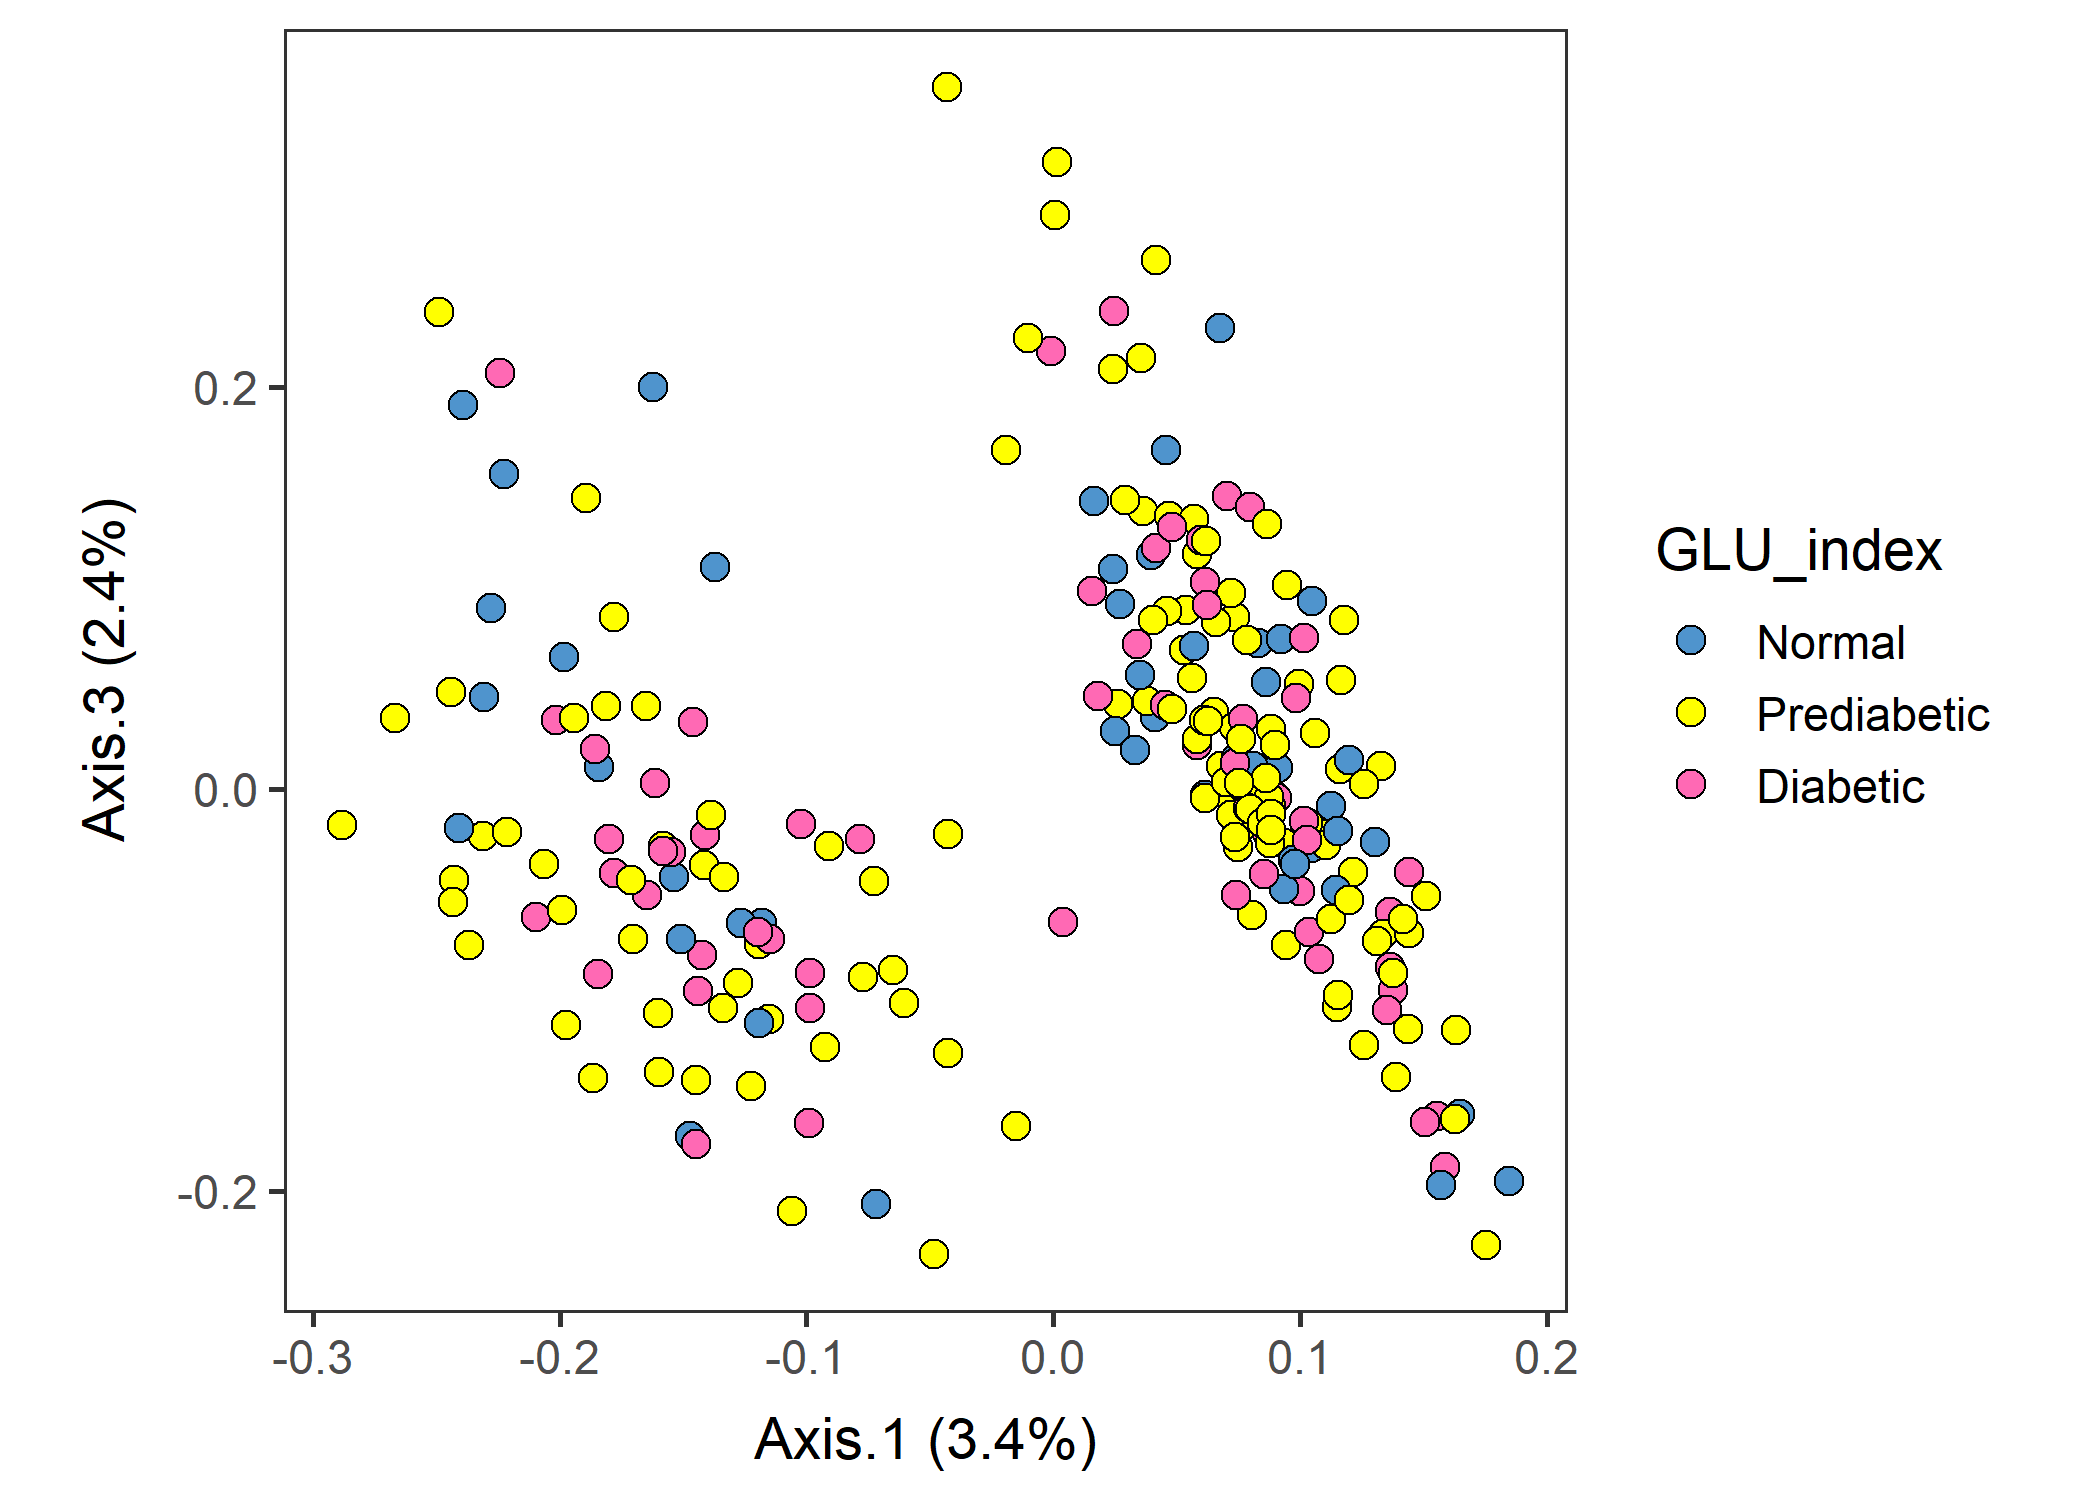 Axis.3 (2.4%)
0.2
0.0
-0.2
-0.3
-0.2
-0.1
0.0
0.1
0.2
Axis.1 (3.4%)
GLU_index
Normal
Prediabetic
Diabetic